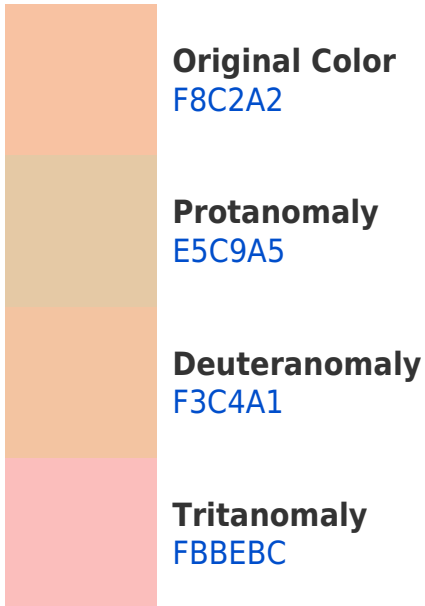 Original Color
F8C2A2
Protanomaly
E5C9A5
Deuteranomaly
F3C4A1
Tritanomaly
FBBEBC